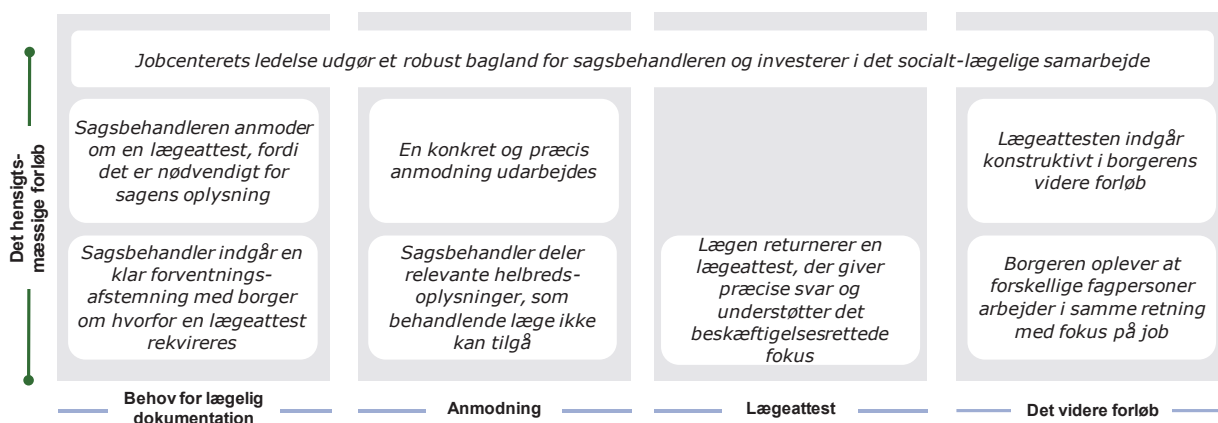 Jobcenterets ledelse udgør et robust bagland for sagsbehandleren og investerer i det socialt-lægelige samarbejde
Det hensigts-
mæssige forløb
Sagsbehandleren anmoder
om en lægeattest, fordi
det er nødvendigt for
sagens oplysning
Sagsbehandler indgår en
klar forventnings-
afstemning med borger
om hvorfor en lægeattest
rekvireres
Behov for lægelig
dokumentation
En konkret og præcis
anmodning udarbejdes
Sagsbehandler deler
relevante helbreds-
oplysninger, som
behandlende læge ikke
kan tilgå
Anmodning
Lægen returnerer en
lægeattest, der giver
præcise svar og
understøtter det
beskæftigelsesrettede
fokus
Lægeattest
Lægeattesten indgår
konstruktivt i borgerens
videre forløb
Borgeren oplever at
forskellige fagpersoner
arbejder i samme retning
med fokus på job
Det videre forløb